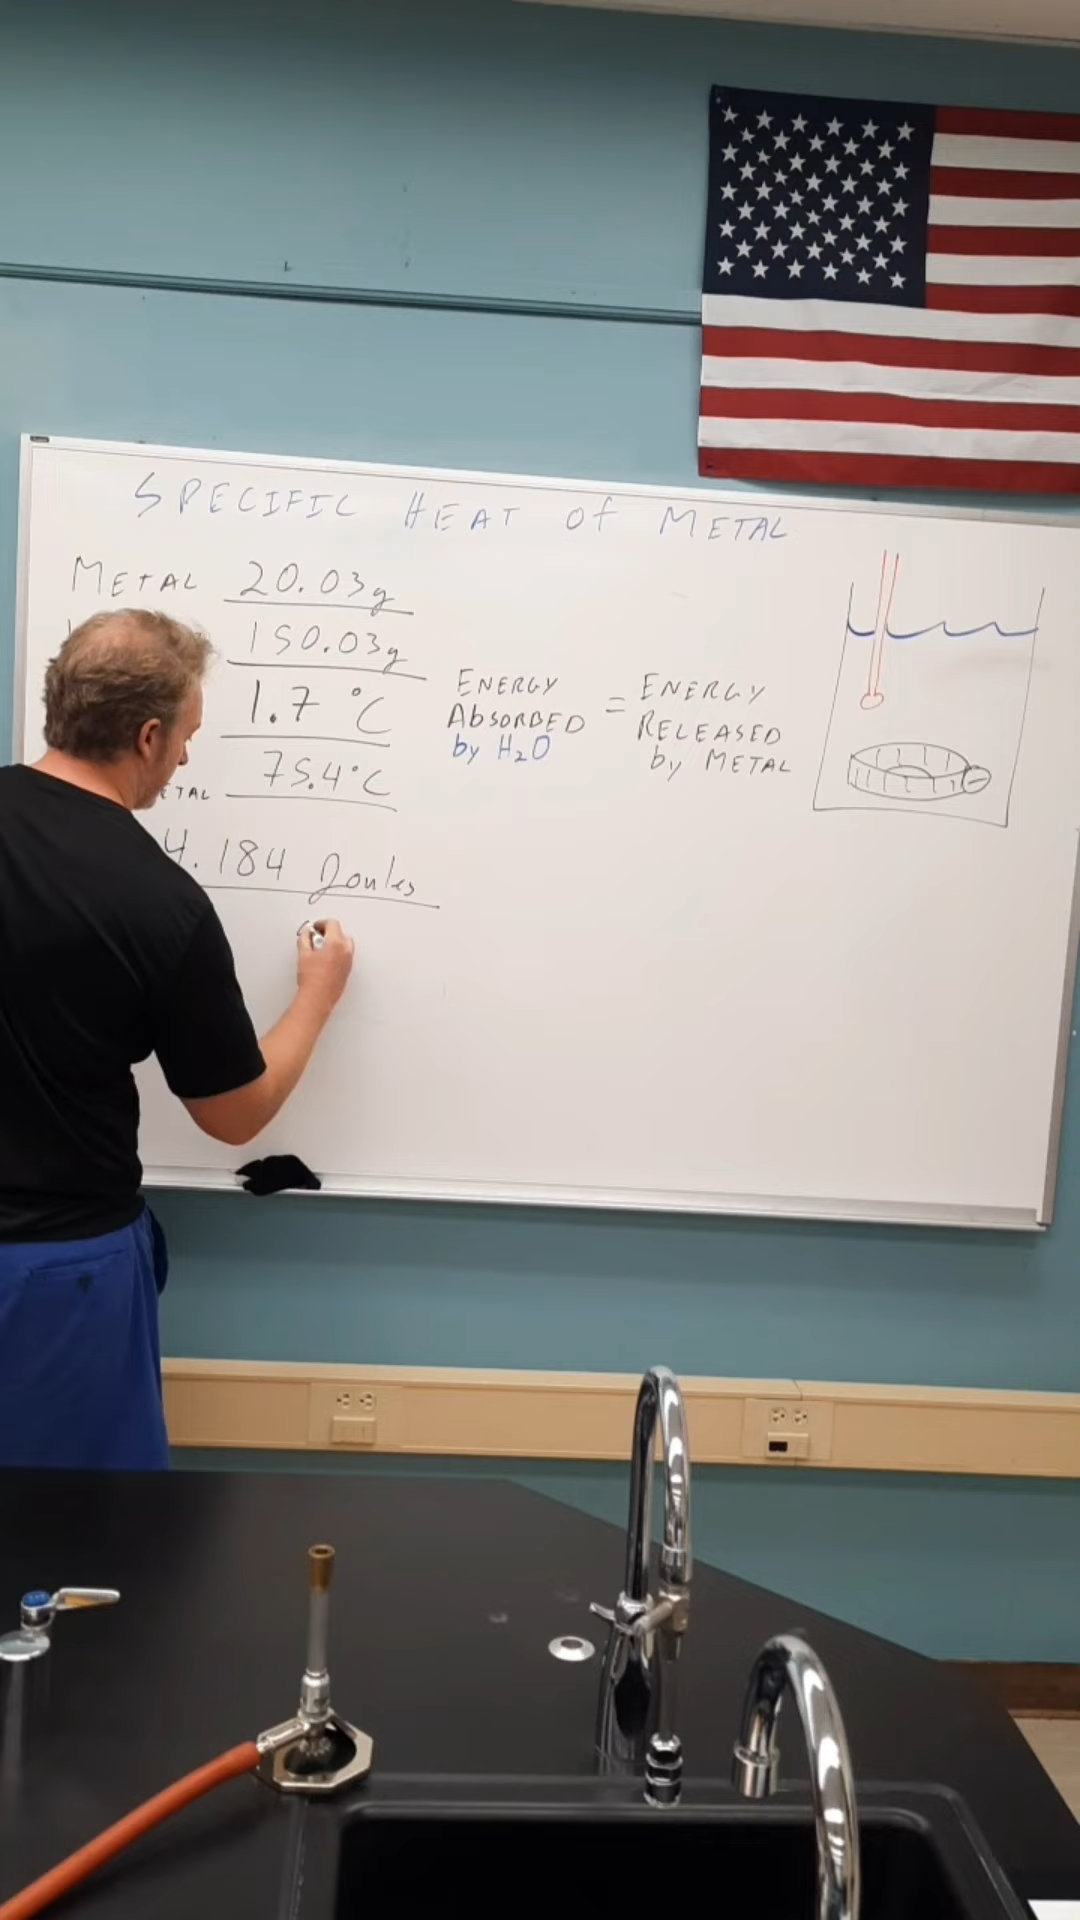 SPECIFIC HEAT Of METAL
METAL 20.03g
150.03g
1.7 °C
75.4°C
4.184 Joules
ENERGY
AbSORBED
by H₂O
=
ENERGY
RELEASED
by METAL